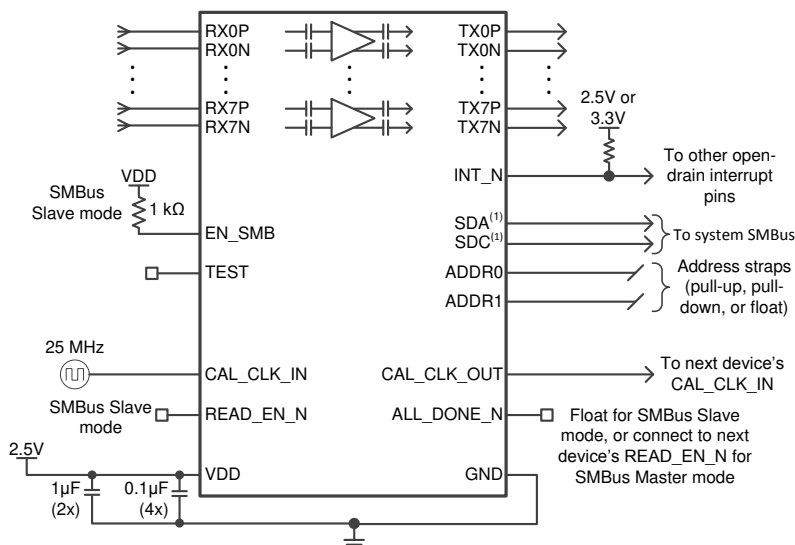 RX0P
RX0N
RX7P
RX7N
TX0P
TX0N
TX7P
TX7N
2.5V or
3.3V
INT_N
To other open-
drain interrupt
pins
VDD
SMBus
Slave mode
1 kΩ
EN_SMB
SDA(1)
SDC(1)
To system SMBus
TEST
ADDR0
ADDR1
Address straps
(pull-up, pull-
down, or float)
25 MHz
CAL_CLK_IN
CAL_CLK_OUT
To next device's
CAL_CLK_IN
SMBus Slave
mode
READ_EN_N
ALL_DONE_N
Float for SMBus Slave
mode, or connect to next
device's READ_EN_N for
SMBus Master mode
2.5V
VDD
GND
1μF
(2x)
0.1μF
(4x)